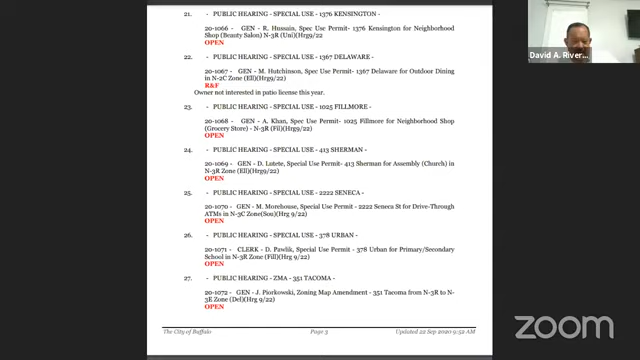 21. - PUBLIC HEARING - SPECIAL USE - 1376 KENSINGTON -
20-1066 - GEN - R. Hussain, Spec Use Permit- 1376 Kensington for Neighborhood
Shop (Beauty Salon) N-3R (Uni)(Hrg9/22
OPEN
22. - PUBLIC HEARING - SPECIAL USE - 1367 DELAWARE -
20-1067 - GEN - M. Hutchinson, Spec Use Permit- 1367 Delaware for Outdoor Dining
in N-2C Zone (Ell)(Hrg9/22)
R&F
Owner not interested in patio license this year.
23. - PUBLIC HEARING - SPECIAL USE - 1025 FILLMORE -
20-1068 - GEN - A. Khan, Spec Use Permit- 1025 Fillmore for Neighborhood Shop
(Grocery Store) - N-3R (Fil)(Hrg9/22)
OPEN
24. - PUBLIC HEARING - SPECIAL USE - 413 SHERMAN -
20-1069 - GEN - D. Lutete, Special Use Permit - 413 Sherman for Assembly (Church) in
N-3R Zone (Ell)(Hrg9/22)
OPEN
25. - PUBLIC HEARING - SPECIAL USE - 2222 SENECA -
20-1070 - GEN - M. Morehouse, Special Use Permit - 2222 Seneca St for Drive-Through
ATMs in N-3C Zone(Sou)(Hrg 9/22)
OPEN
26. - PUBLIC HEARING - SPECIAL USE - 378 URBAN -
20-1071 - CLERK - D. Pawlik, Special Use Permit - 378 Urban for Primary/Secondary
School in N-3R Zone (Fill)(Hrg 9/22)
OPEN
27. - PUBLIC HEARING - ZMA - 351 TACOMA -
20-1072 - GEN - J. Piorkowski, Zoning Map Amendment - 351 Tacoma from N-3R to N-
3E Zone (Del)(Hrg 9/22)
OPEN
The City of Buffalo Page 3 Updated 22 Sep 2020 9:52 AM
David A. River...
zoom